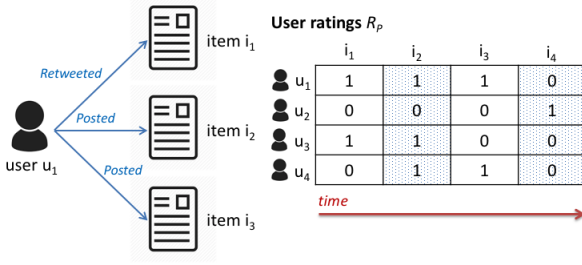 Retweeted
Posted
Posted
user u1
item i1
item i2
item i3
User ratings RP
i1 i2 i3 i4
u1 1 1 1 0
u2 0 0 0 1
u3 1 1 0 0
u4 0 1 1 0
time